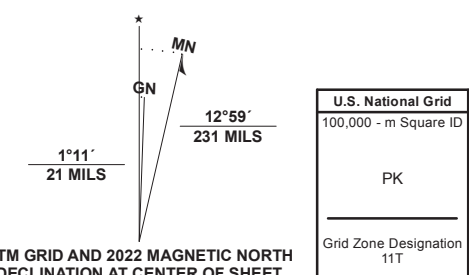 ★
MN
GN
12°59´
231 MILS
1°11´
21 MILS
TM GRID AND 2022 MAGNETIC NORTH
DECLINATION AT CENTER OF SHEET
U.S. National Grid
100,000 - m Square ID
PK
Grid Zone Designation
11T